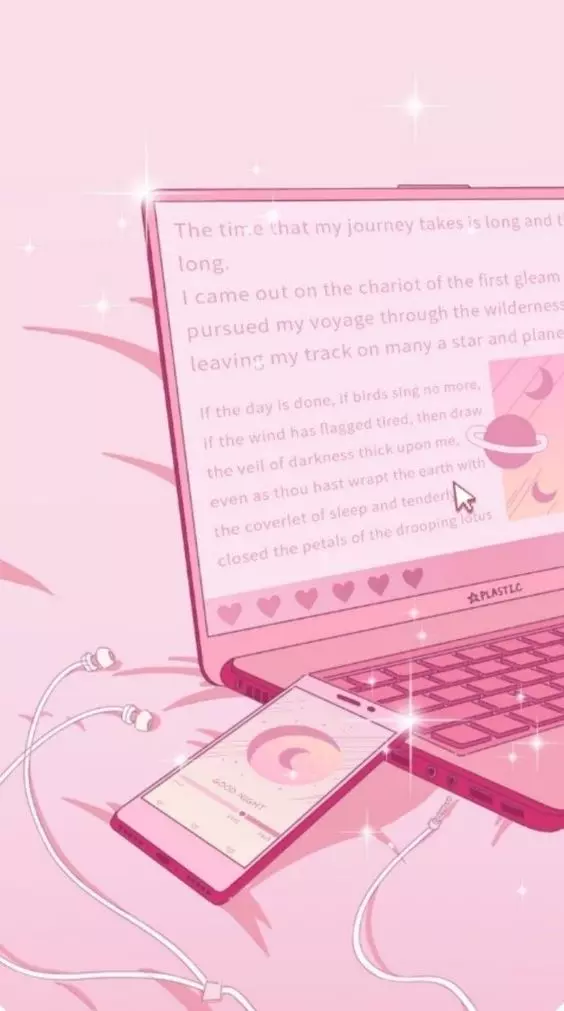 The time that my journey takes is long and t
long.
I came out on the chariot of the first gleam
pursued my voyage through the wilderness
leaving my track on many a star and plane
If the day is done, if birds sing no more,
if the wind has flagged tired, then draw
the veil of darkness thick upon me,
even as thou hast wrapt the earth with
the coverlet of sleep and tenderly
closed the petals of the drooping lotus
PLASTIC
GOOD NIGHT